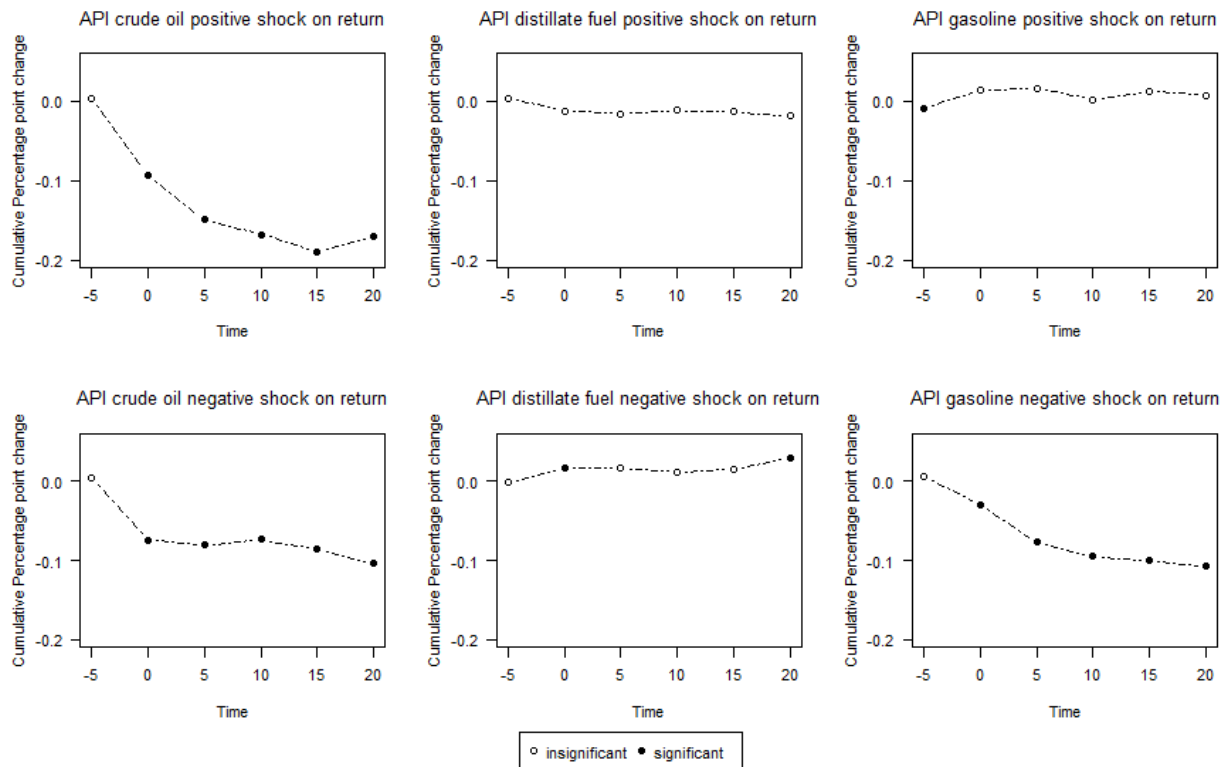 API crude oil positive shock on return
API distillate fuel positive shock on return
API gasoline positive shock on return
Cumulative Percentage point change
0.0
-0.1
-0.2
-5 0 5 10 15 20
Time
Cumulative Percentage point change
0.0
-0.1
-0.2
-5 0 5 10 15 20
Time
Cumulative Percentage point change
0.0
-0.1
-0.2
-5 0 5 10 15 20
Time
API crude oil negative shock on return
API distillate fuel negative shock on return
API gasoline negative shock on return
Cumulative Percentage point change
0.0
-0.1
-0.2
-5 0 5 10 15 20
Time
Cumulative Percentage point change
0.0
-0.1
-0.2
-5 0 5 10 15 20
Time
Cumulative Percentage point change
0.0
-0.1
-0.2
-5 0 5 10 15 20
Time
insignificant significant